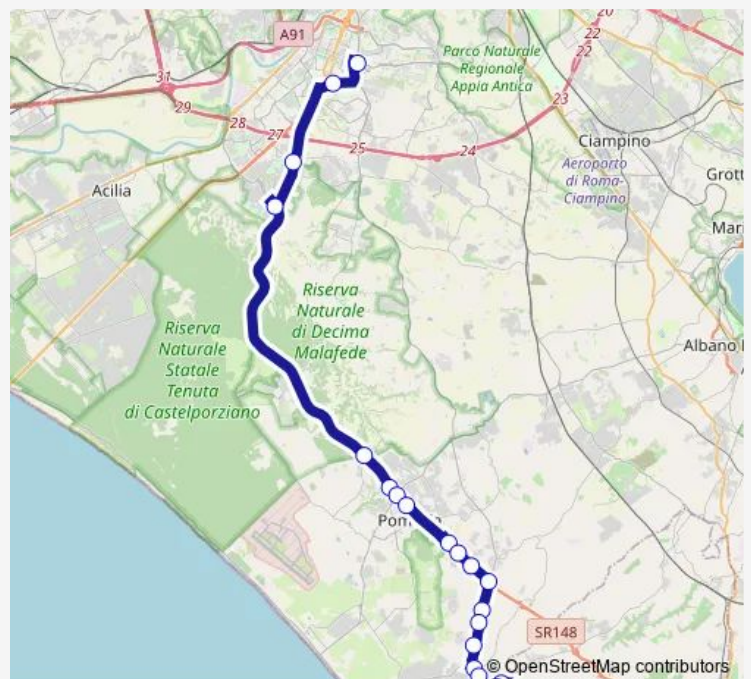 20
22
22
A91
Parco Naturale
Regionale
Appia Antica
31
29
28
27
25
24
23
Ciampino
Aeroporto
di Roma-
Ciampino
Acilia
Grott
Mari
Riserva
Naturale
di Decima
Malafede
Riserva
Naturale
Statale
Tenuta
di Castelporziano
Albano L
Pom
SR148
© OpenStreetMap contributors